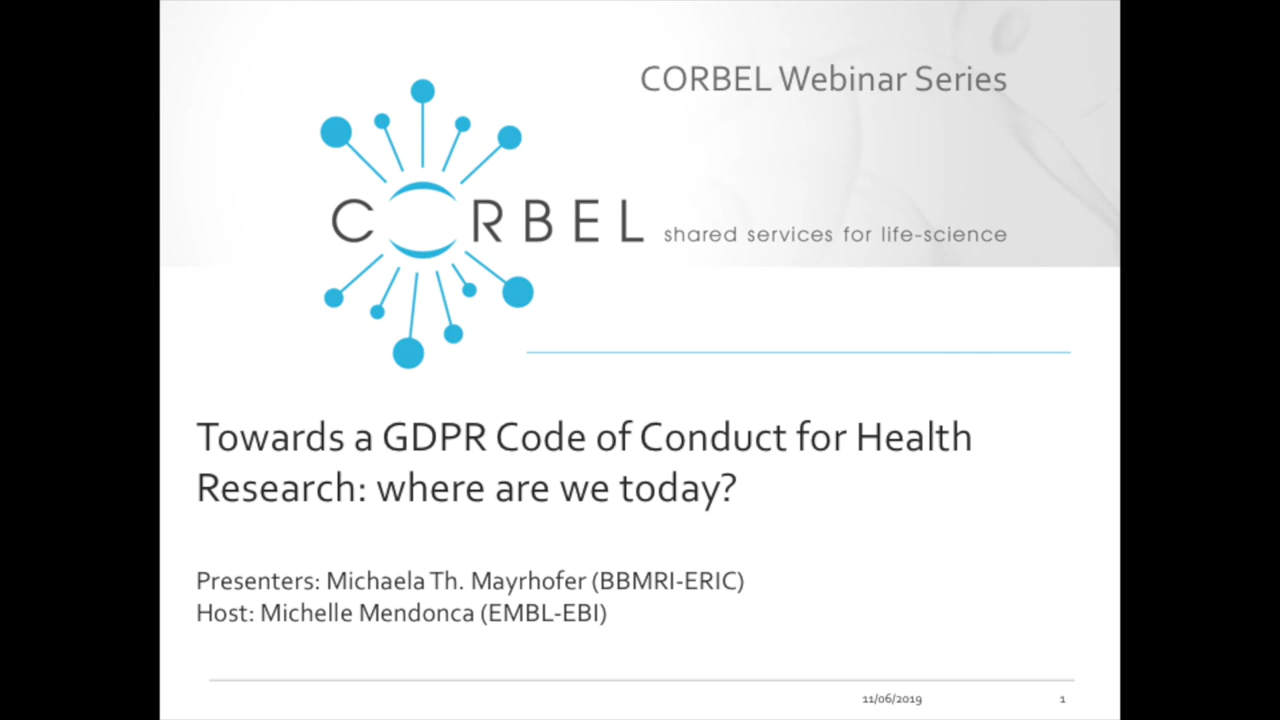 CORBEL Webinar Series
CORBEL shared services for life-science
Towards a GDPR Code of Conduct for Health
Research: where are we today?
Presenters: Michaela Th. Mayrhofer (BBMRI-ERIC)
Host: Michelle Mendonca (EMBL-EBI)
11/06/2019 1